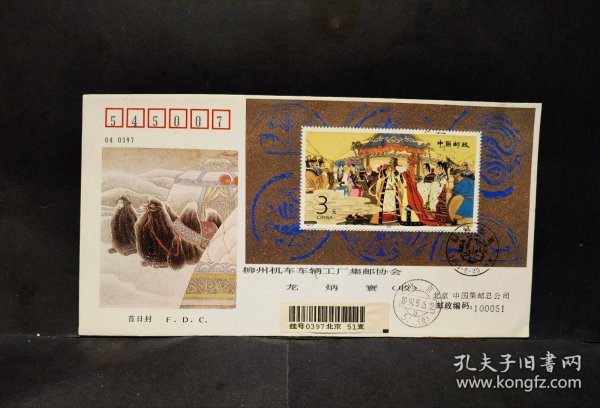 545007
04 0397
中国邮政
3元
CHINA
柳州机车车辆工厂集邮协会
龙炳寰(收)
北京 中国集邮总公司
邮政编码:100051
挂号0397北京 51支
首日封 F. D. C.
孔夫子旧书网
www.kongfz.com